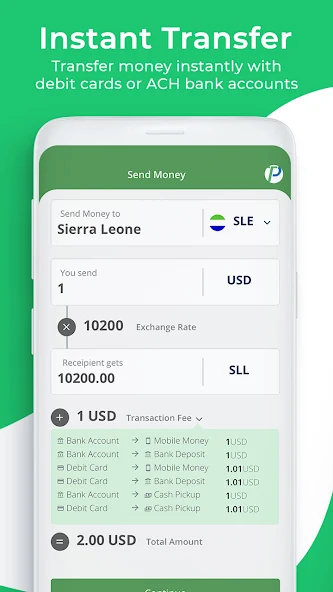 Instant Transfer
Transfer money instantly with
debit cards or ACH bank accounts
Send Money
Send Money to
Sierra Leone
SLE
You send
1
USD
10200 Exchange Rate
Receipient gets
10200.00
SLL
+ 1 USD Transaction Fee
Bank Account → Mobile Money 1USD
Bank Account → Bank Deposit 1USD
Debit Card → Mobile Money 1.01USD
Debit Card → Bank Deposit 1.01USD
Bank Account → Cash Pickup 1USD
Debit Card → Cash Pickup 1.01USD
= 2.00 USD Total Amount
Continue